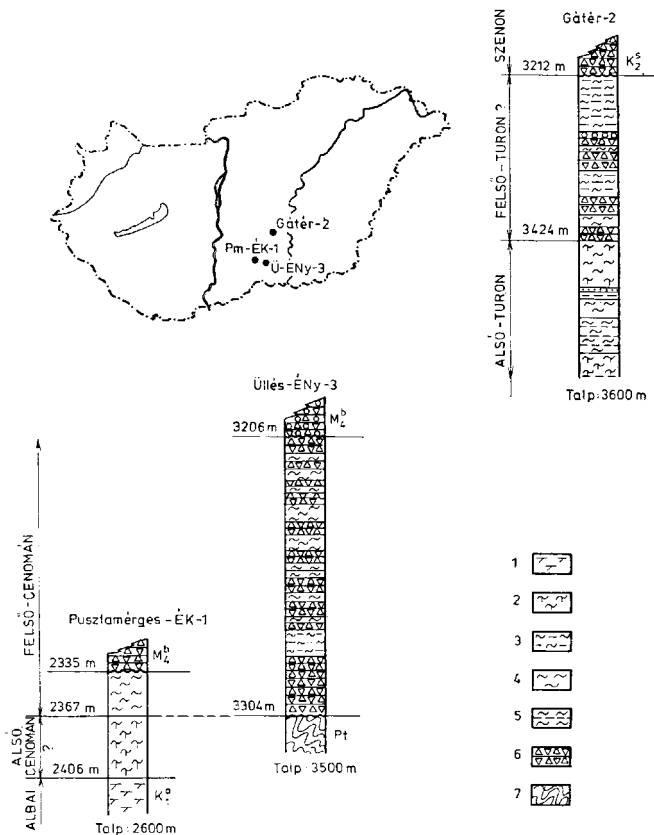 Gátér-2
SZENON
3212 m
K₂ˢ
FELSŐ-TURON ?
3424 m
ALSÓ-TURON
Talp: 3600 m
Gátér-2
Pm-ÉK-1
Ü-ÉNy-3
Üllés-ÉNy-3
3206 m
M₄ᵇ
FELSŐ-CENOMÁN
3304 m
Pt
Talp: 3500 m
Pusztamérges-ÉK-1
2335 m
M₄ᵇ
2367 m
ALSÓ CENOMÁN
?
2406 m
ALBAI
Talp: 2600 m
1
2
3
4
5
6
7